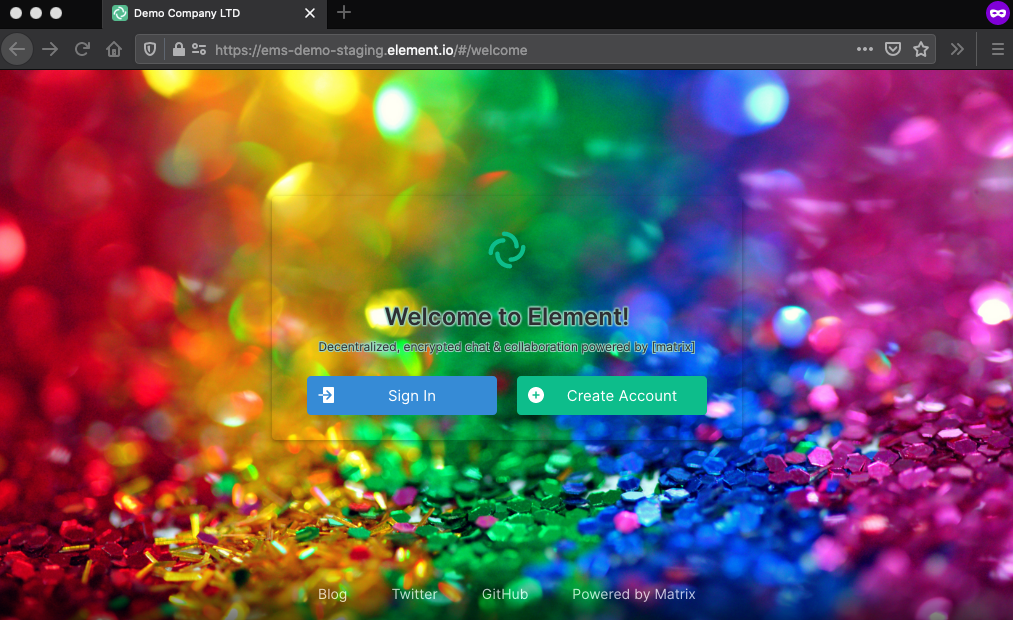 Demo Company LTD
https://ems-demo-staging.element.io/#/welcome
Welcome to Element!
Decentralized, encrypted chat & collaboration powered by [matrix]
Sign In
Create Account
Blog
Twitter
GitHub
Powered by Matrix